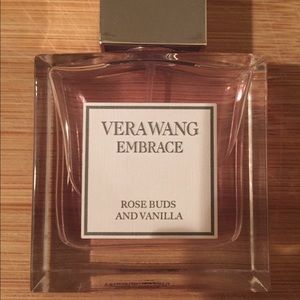 VERA WANG
EMBRACE
ROSE BUDS
AND VANILLA